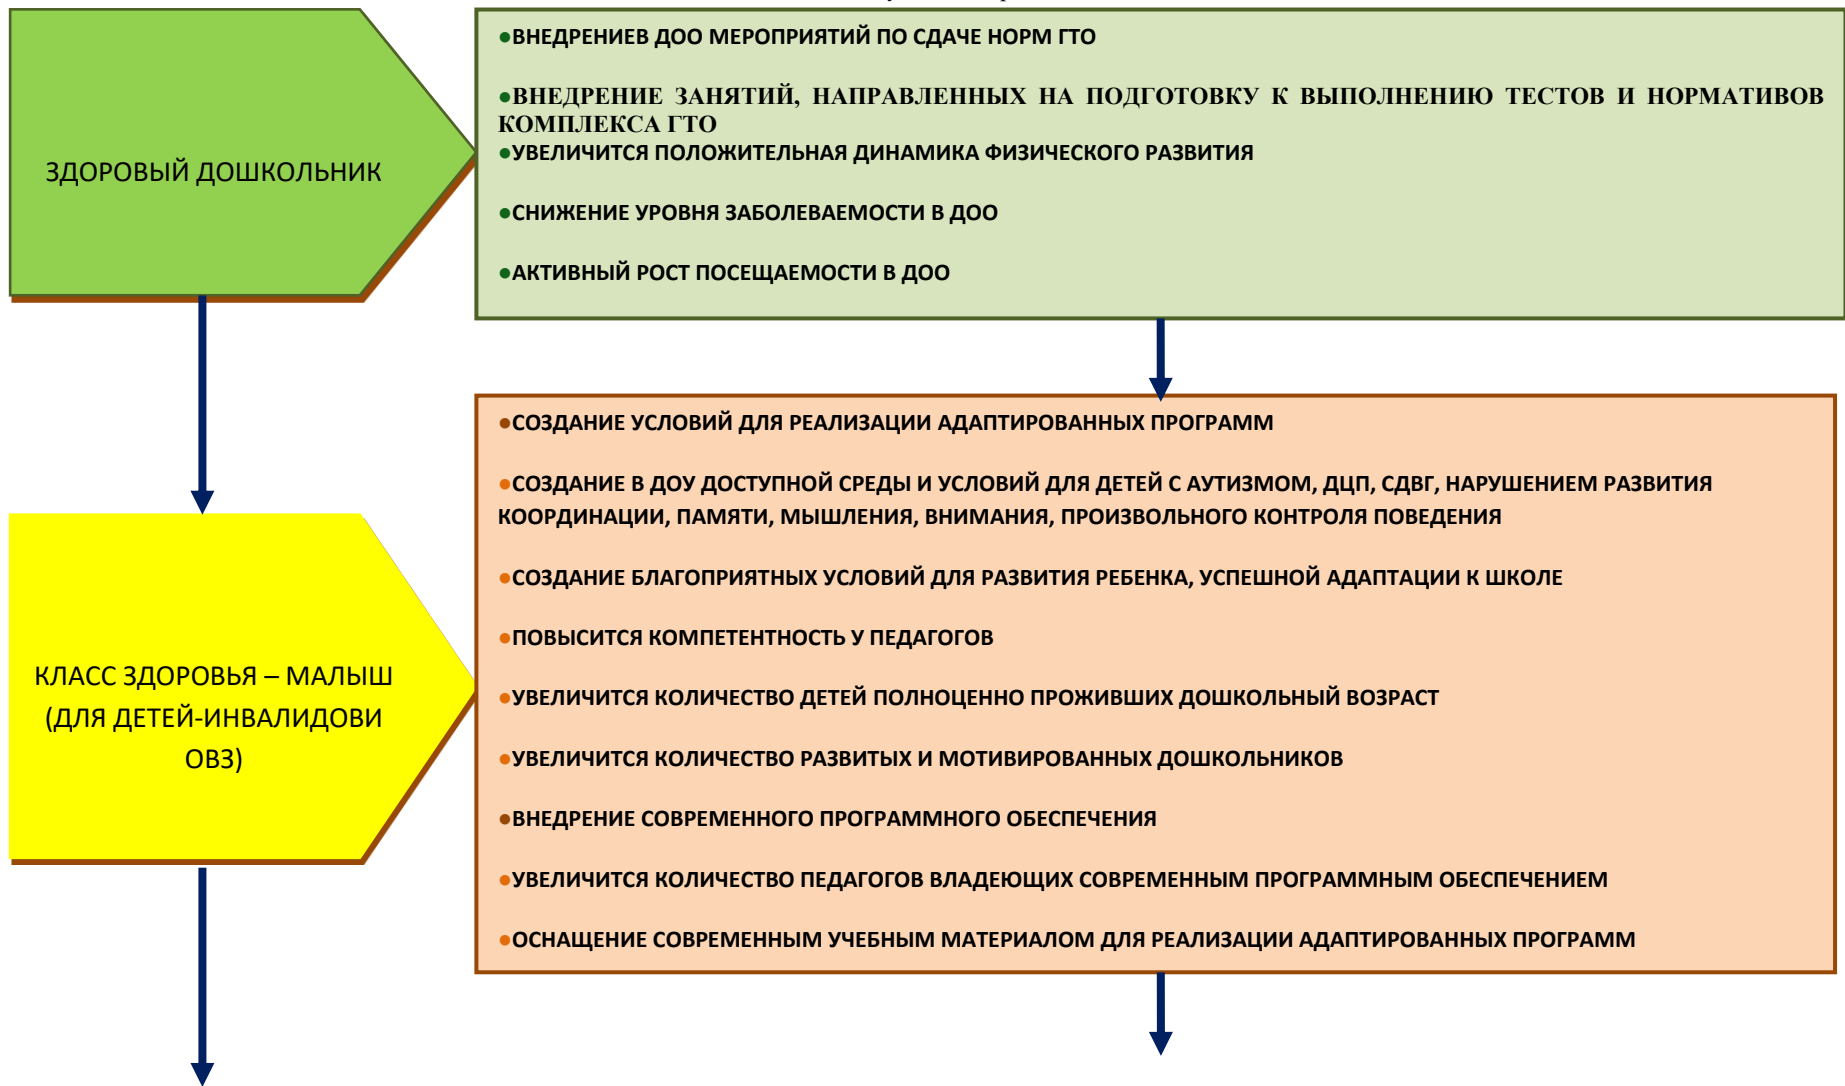 ЗДОРОВЫЙ ДОШКОЛЬНИК
●ВНЕДРЕНИЕВ ДОО МЕРОПРИЯТИЙ ПО СДАЧЕ НОРМ ГТО
●ВНЕДРЕНИЕ ЗАНЯТИЙ, НАПРАВЛЕННЫХ НА ПОДГОТОВКУ К ВЫПОЛНЕНИЮ ТЕСТОВ И НОРМАТИВОВ
КОМПЛЕКСА ГТО
●УВЕЛИЧИТСЯ ПОЛОЖИТЕЛЬНАЯ ДИНАМИКА ФИЗИЧЕСКОГО РАЗВИТИЯ
●СНИЖЕНИЕ УРОВНЯ ЗАБОЛЕВАЕМОСТИ В ДОО
●АКТИВНЫЙ РОСТ ПОСЕЩАЕМОСТИ В ДОО
КЛАСС ЗДОРОВЬЯ – МАЛЫШ
(ДЛЯ ДЕТЕЙ-ИНВАЛИДОВИ
ОВЗ)
●СОЗДАНИЕ УСЛОВИЙ ДЛЯ РЕАЛИЗАЦИИ АДАПТИРОВАННЫХ ПРОГРАММ
●СОЗДАНИЕ В ДОУ ДОСТУПНОЙ СРЕДЫ И УСЛОВИЙ ДЛЯ ДЕТЕЙ С АУТИЗМОМ, ДЦП, СДВГ, НАРУШЕНИЕМ РАЗВИТИЯ
КООРДИНАЦИИ, ПАМЯТИ, МЫШЛЕНИЯ, ВНИМАНИЯ, ПРОИЗВОЛЬНОГО КОНТРОЛЯ ПОВЕДЕНИЯ
●СОЗДАНИЕ БЛАГОПРИЯТНЫХ УСЛОВИЙ ДЛЯ РАЗВИТИЯ РЕБЕНКА, УСПЕШНОЙ АДАПТАЦИИ К ШКОЛЕ
●ПОВЫСИТСЯ КОМПЕТЕНТНОСТЬ У ПЕДАГОГОВ
●УВЕЛИЧИТСЯ КОЛИЧЕСТВО ДЕТЕЙ ПОЛНОЦЕННО ПРОЖИВШИХ ДОШКОЛЬНЫЙ ВОЗРАСТ
●УВЕЛИЧИТСЯ КОЛИЧЕСТВО РАЗВИТЫХ И МОТИВИРОВАННЫХ ДОШКОЛЬНИКОВ
●ВНЕДРЕНИЕ СОВРЕМЕННОГО ПРОГРАММНОГО ОБЕСПЕЧЕНИЯ
●УВЕЛИЧИТСЯ КОЛИЧЕСТВО ПЕДАГОГОВ ВЛАДЕЮЩИХ СОВРЕМЕННЫМ ПРОГРАММНЫМ ОБЕСПЕЧЕНИЕМ
●ОСНАЩЕНИЕ СОВРЕМЕННЫМ УЧЕБНЫМ МАТЕРИАЛОМ ДЛЯ РЕАЛИЗАЦИИ АДАПТИРОВАННЫХ ПРОГРАММ